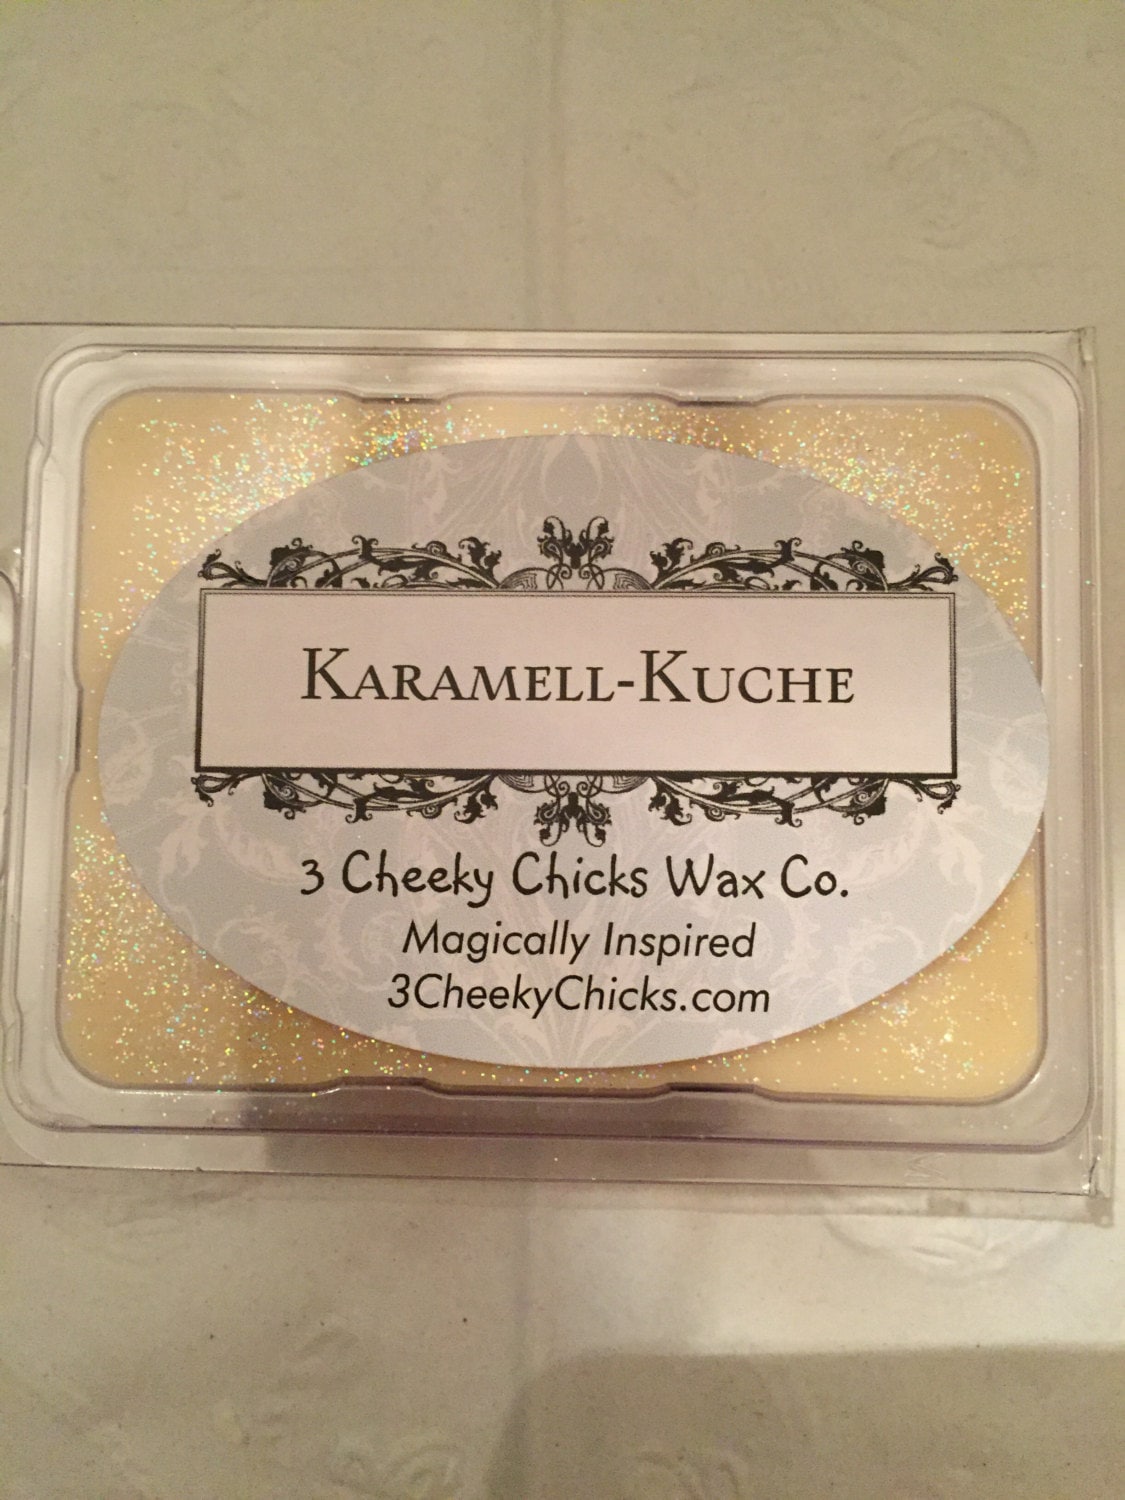 KARAMELL-KUCHE
3 Cheeky Chicks Wax Co.
Magically Inspired
3CheekyChicks.com